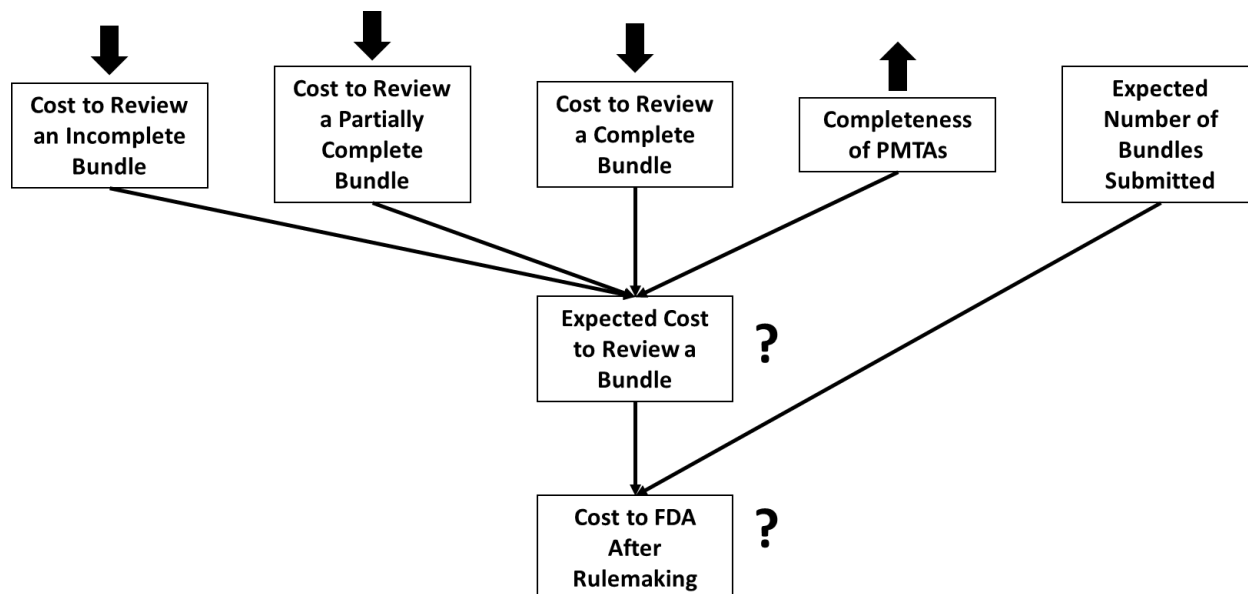 Cost to Review
an Incomplete
Bundle
Cost to Review
a Partially
Complete
Bundle
Cost to Review
a Complete
Bundle
Completeness
of PMTAs
Expected
Number of
Bundles
Submitted
Expected Cost
to Review a
Bundle
?
Cost to FDA
After
Rulemaking
?